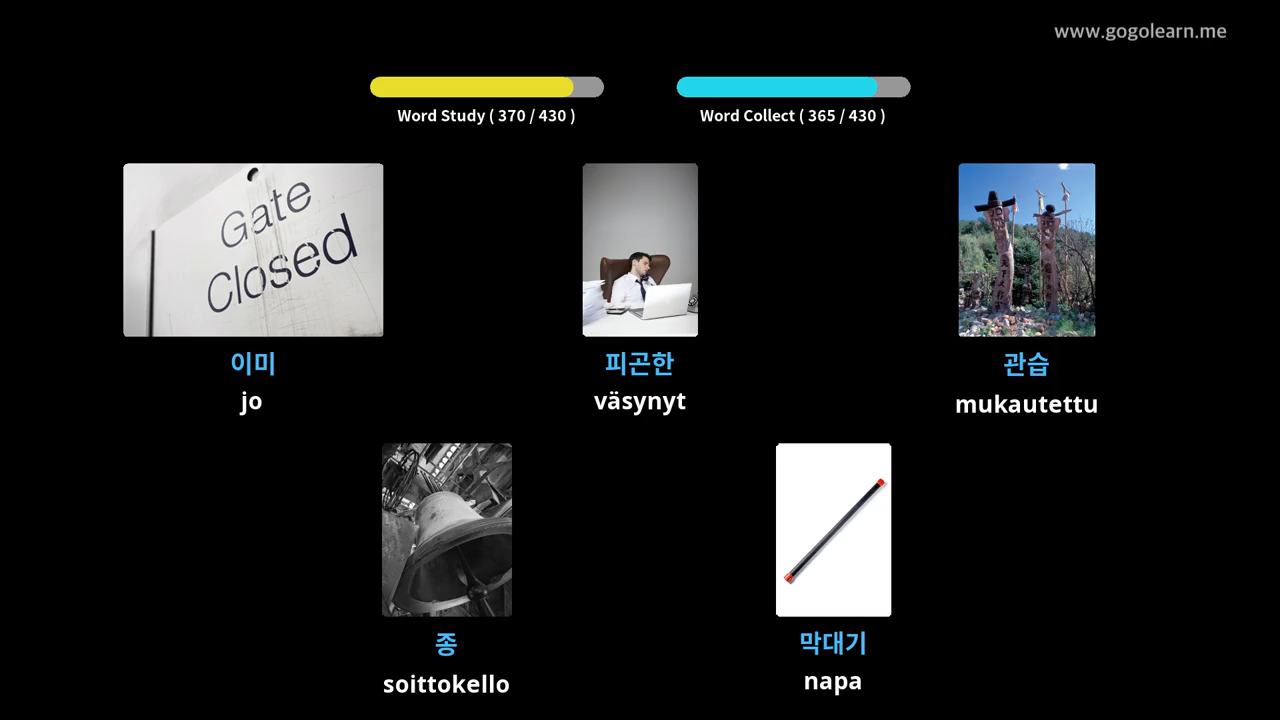 www.gogolearn.me
Word Study ( 370 / 430 )
Word Collect ( 365 / 430 )
Gate
Closed
이미
jo
피곤한
väsynyt
관습
mukautettu
종
soittokello
막대기
napa